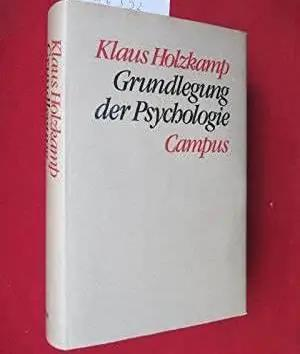 Klaus Holzkamp
Grundlegung
der Psychologie
Campus
Klaus Holzkamp